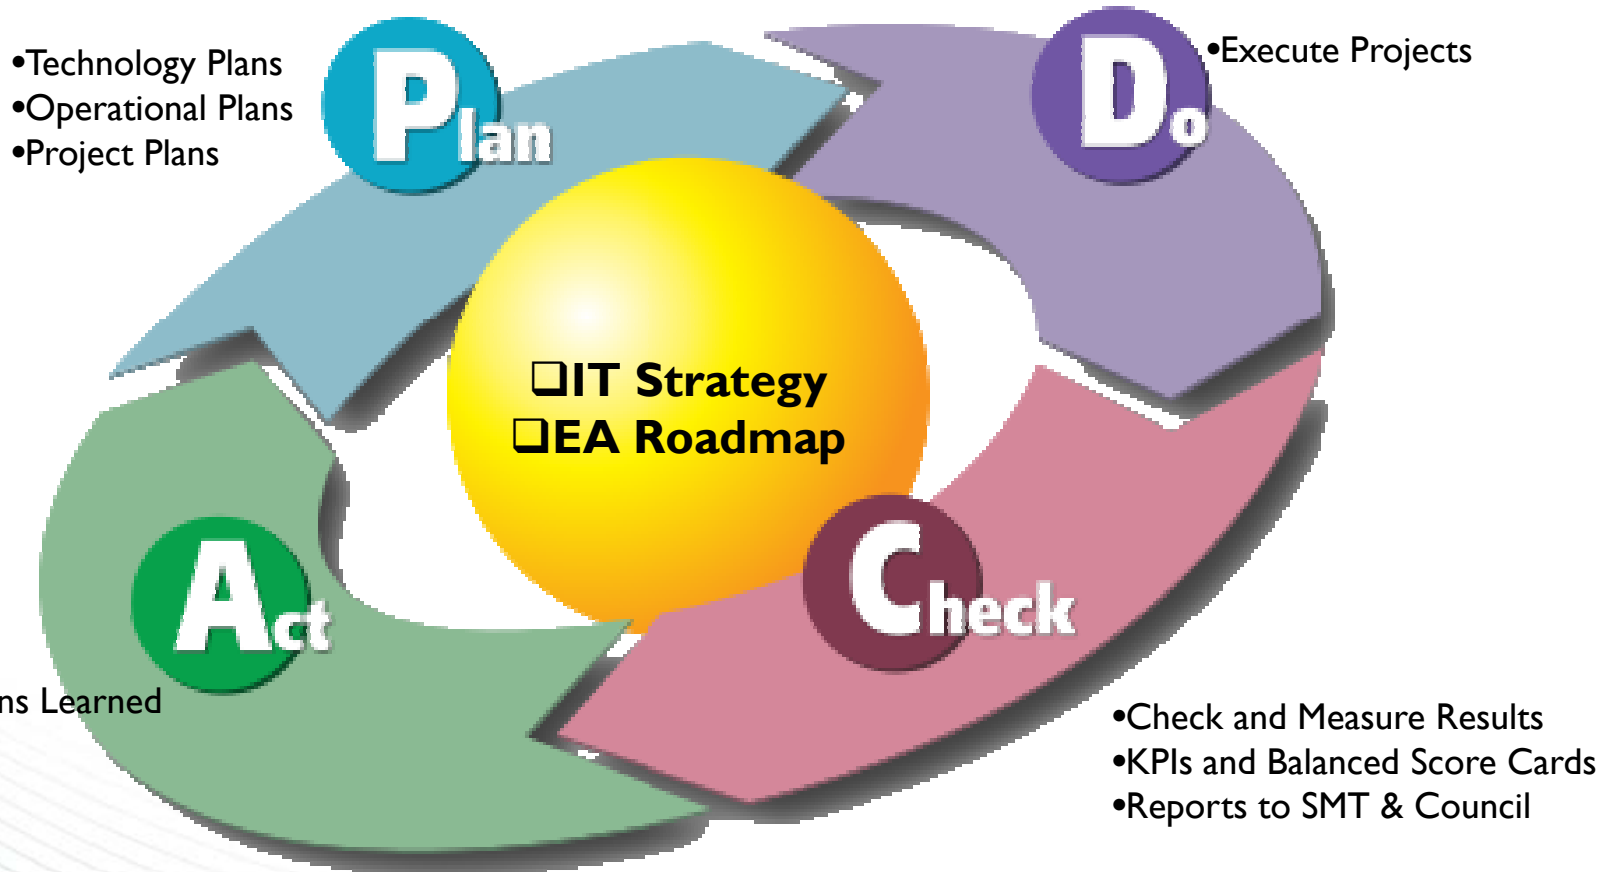 •Technology Plans
•Operational Plans
•Project Plans
Plan
Do
•Execute Projects
❑IT Strategy
❑EA Roadmap
Act
Check
Learned
•Check and Measure Results
•KPIs and Balanced Score Cards
•Reports to SMT & Council